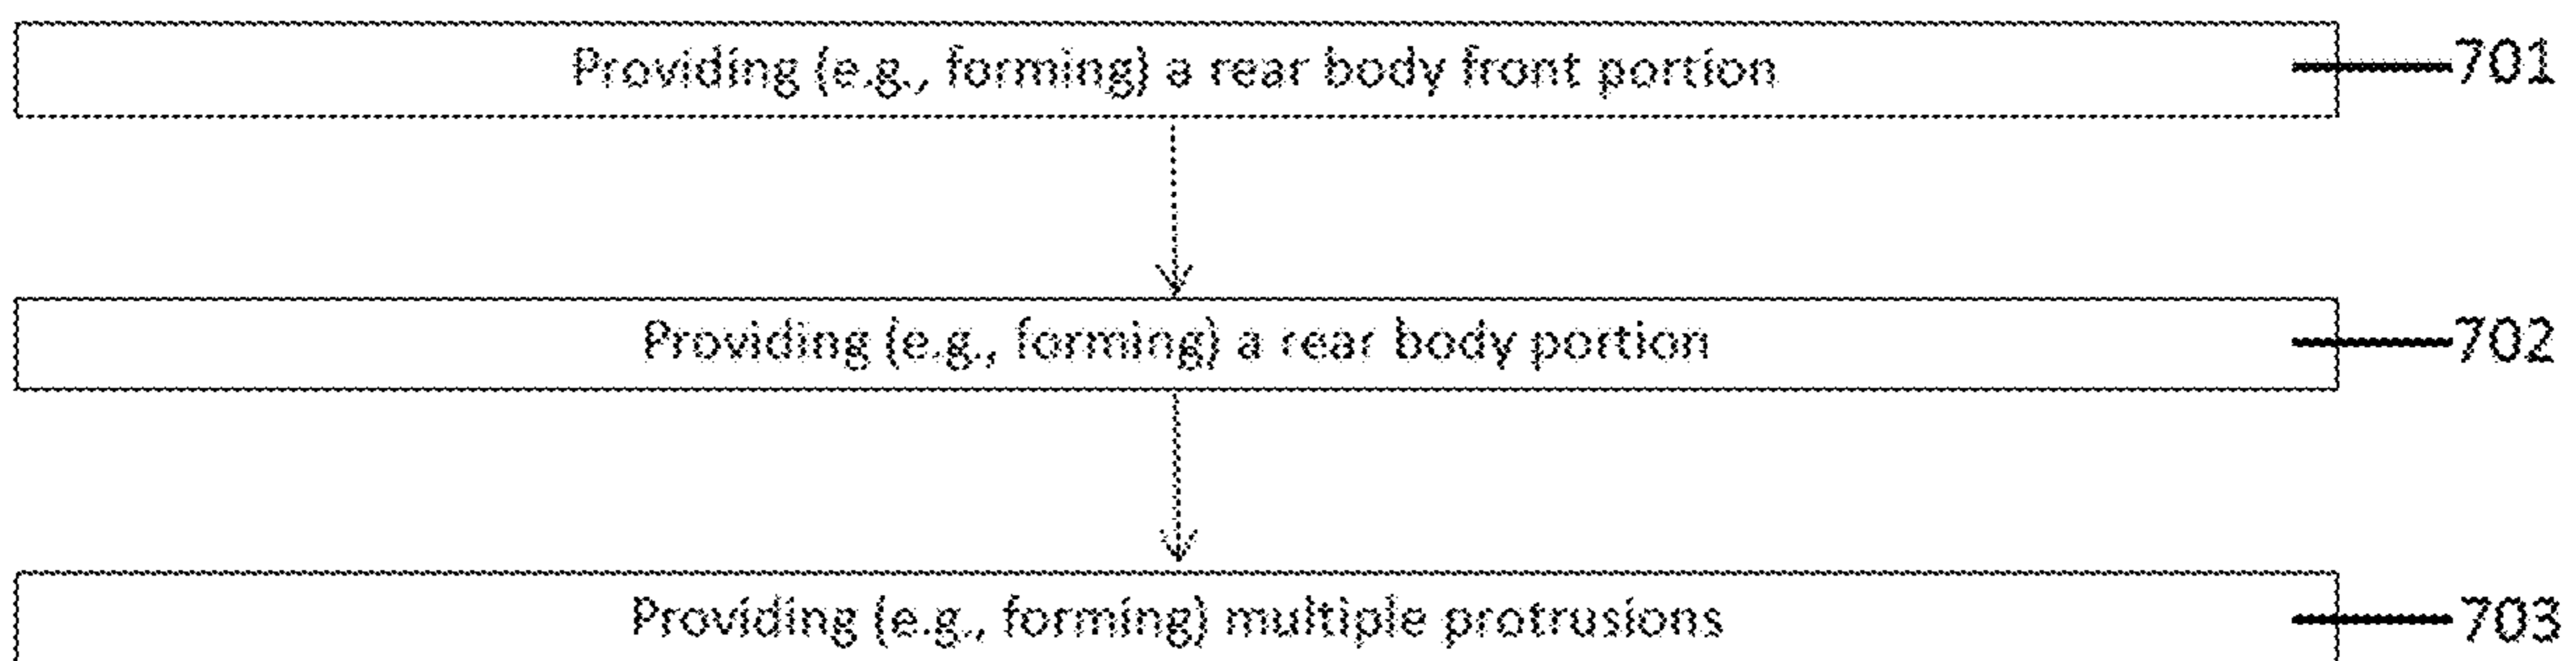 Providing (e.g., forming) a rear body front portion 701
Providing (e.g., forming) a rear body portion 702
Providing (e.g., forming) multiple protrusions 703